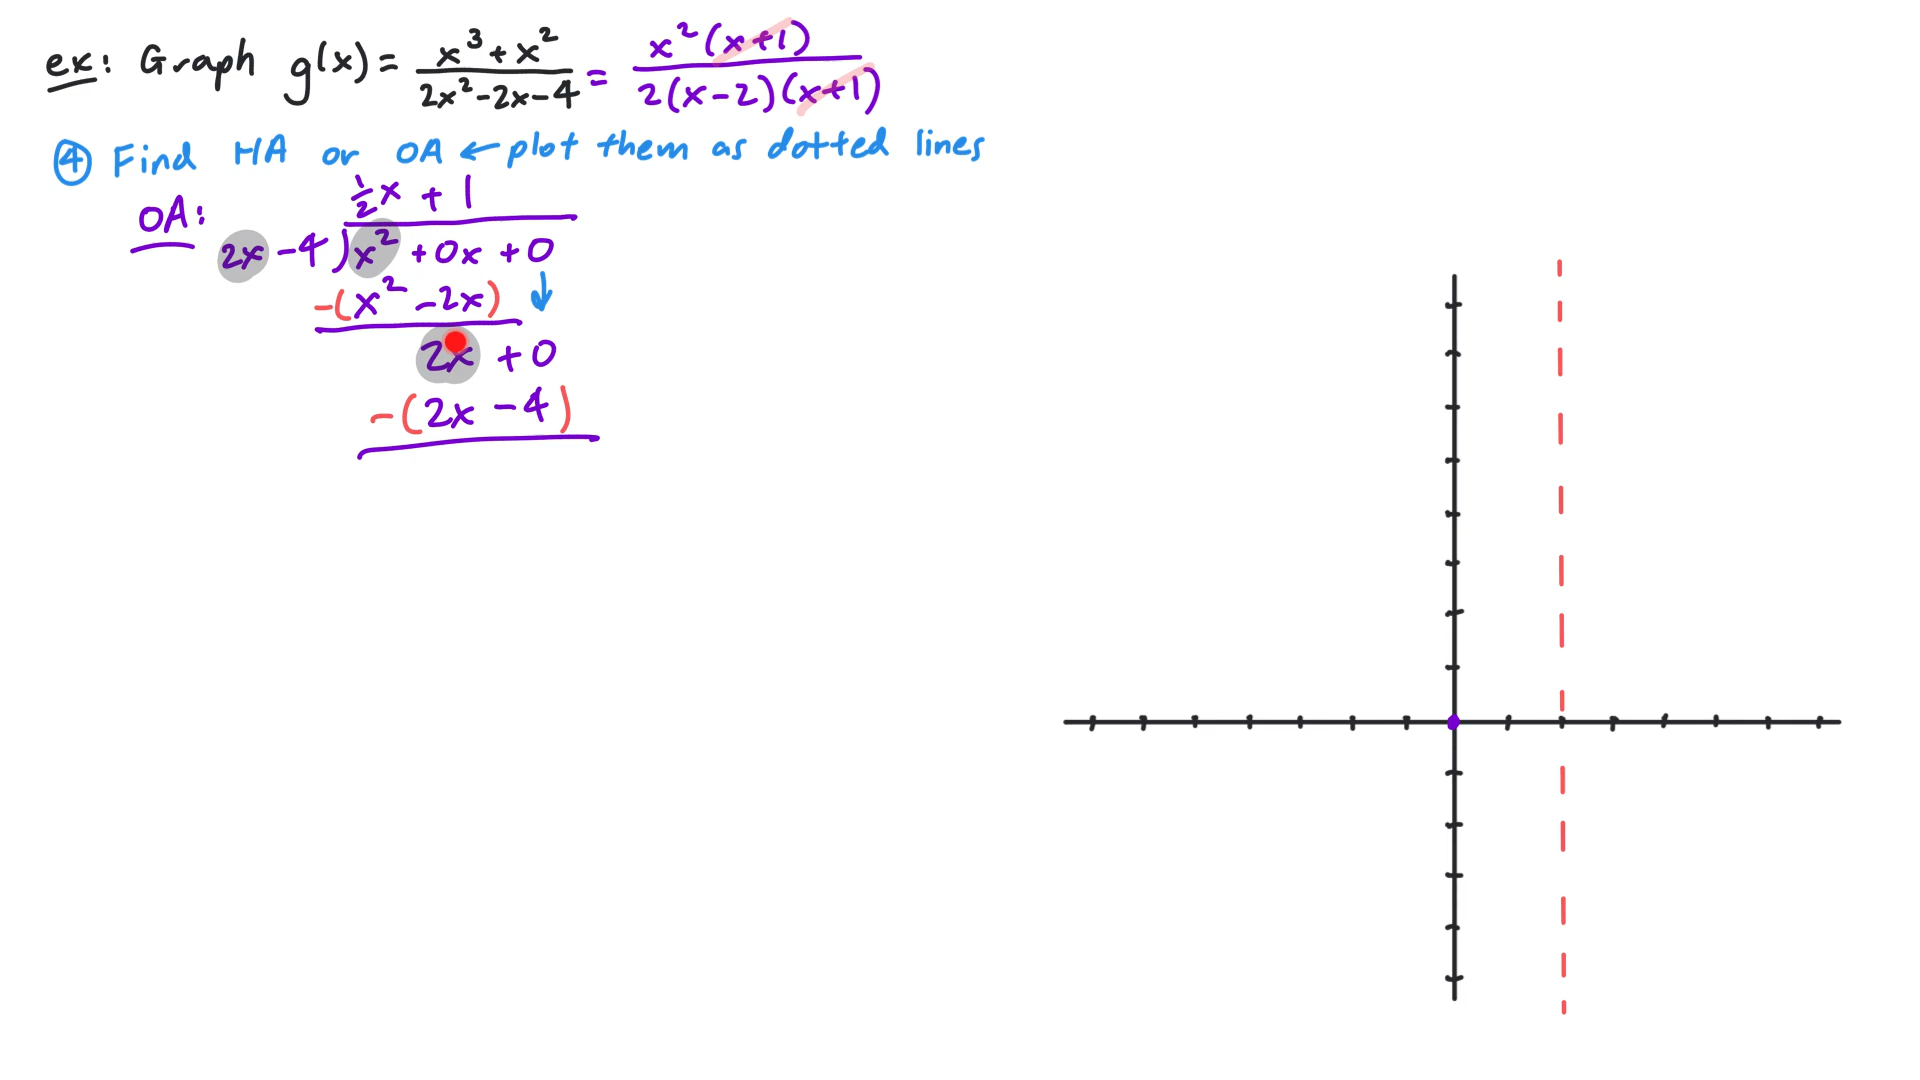 ex: Graph g(x) = (x³ + x²)/(2x² - 2x - 4) = (x²(x+1))/(2(x-2)(x+1))
④ Find HA or OA ← plot them as dotted lines
½x + 1
OA: 2x - 4 ) x² + 0x + 0
-(x² - 2x) ↓
2x + 0
-(2x - 4)